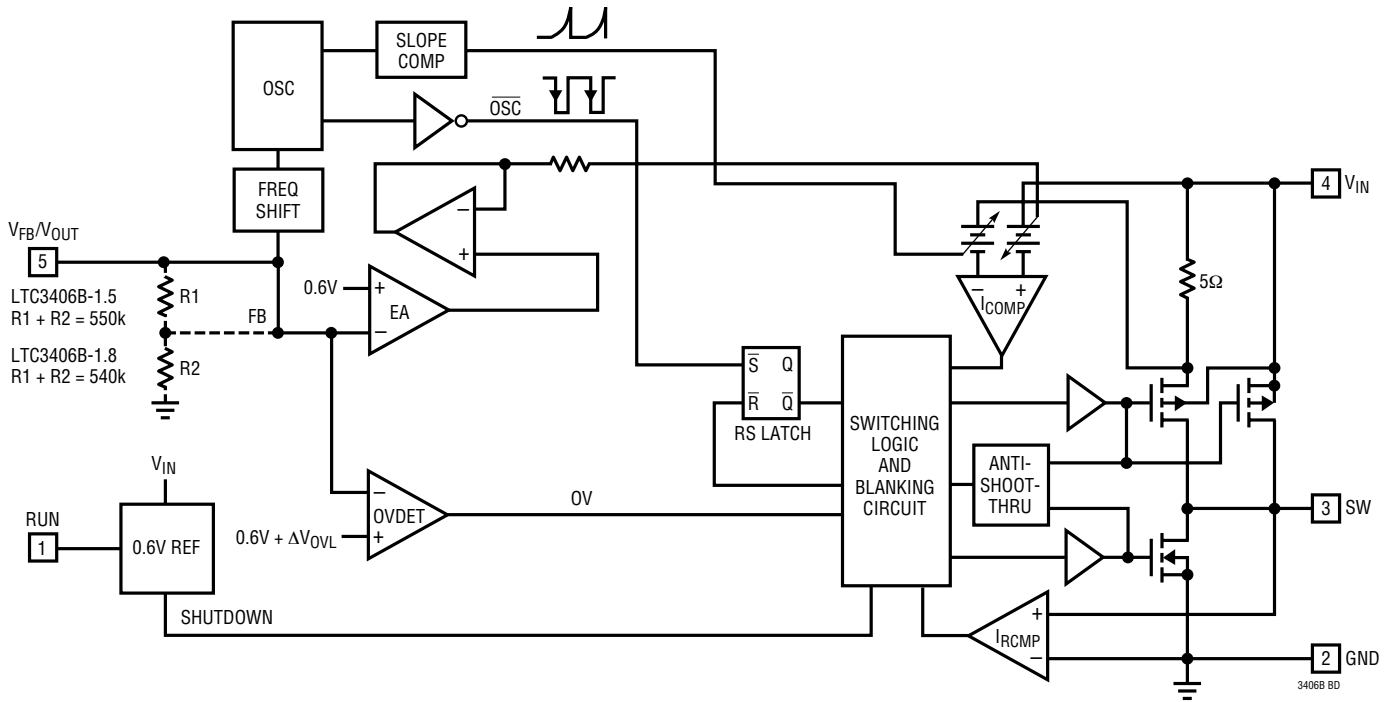 OSC
SLOPE
COMP
OSC
FREQ
SHIFT
VFB/VOUT
5
LTC3406B-1.5
R1 + R2 = 550k
R1
FB
LTC3406B-1.8
R1 + R2 = 540k
R2
0.6V
+
EA
–
–
+
4
VIN
5Ω
–
+
ICOMP
S
Q
R
Q
RS LATCH
SWITCHING
LOGIC
AND
BLANKING
CIRCUIT
ANTI-
SHOOT-
THRU
3
SW
VIN
RUN
1
0.6V REF
SHUTDOWN
–
OVDET
+
0.6V + ΔVOVL
OV
+
IRCMP
–
2
GND
3406B BD